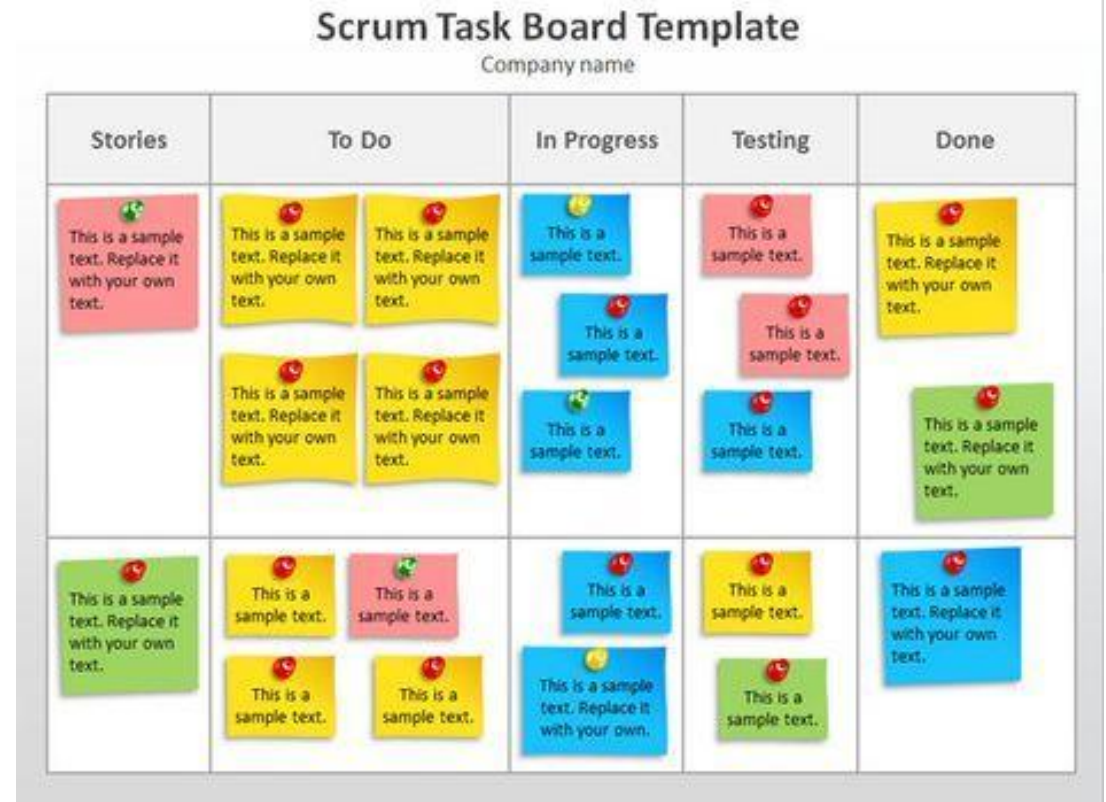 Scrum Task Board Template
Company name
Stories
To Do
In Progress
Testing
Done
This is a sample
text. Replace it
with your own
text.
This is a sample
text. Replace it
with your own
text.
This is a sample
text. Replace it
with your own
text.
This is a sample
text. Replace it
with your own
text.
This is a sample
text. Replace it
with your own
text.
This is a
sample text.
This is a
sample text.
This is a
sample text.
This is a
sample text.
This is a
sample text.
This is a
sample text.
This is a sample
text. Replace it
with your own
text.
This is a sample
text. Replace it
with your own
text.
This is a sample
text. Replace it
with your own
text.
This is a
sample text.
This is a
sample text.
This is a
sample text.
This is a
sample text.
This is a
sample text.
This is a sample
text. Replace it
with your own.
This is a
sample text.
This is a
sample text.
This is a sample
text. Replace it
with your own
text.